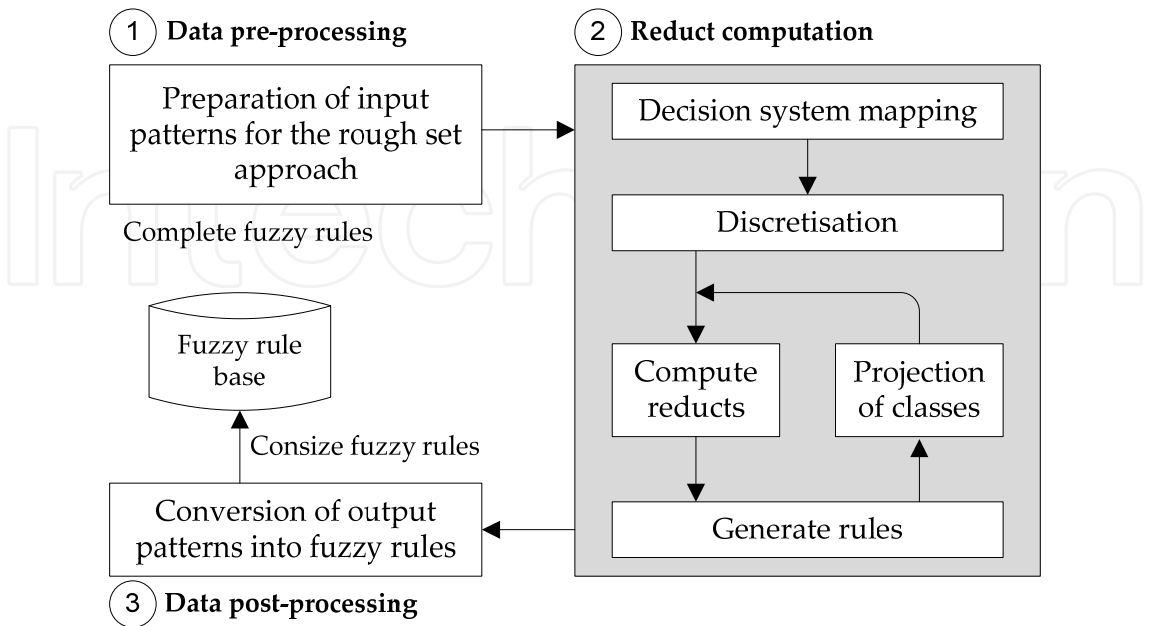 1 Data pre-processing
Preparation of input
patterns for the rough set
approach
Complete fuzzy rules
Fuzzy rule
base
Consize fuzzy rules
Conversion of output
patterns into fuzzy rules
3 Data post-processing
2 Reduct computation
Decision system mapping
Discretisation
Compute
reducts
Projection
of classes
Generate rules